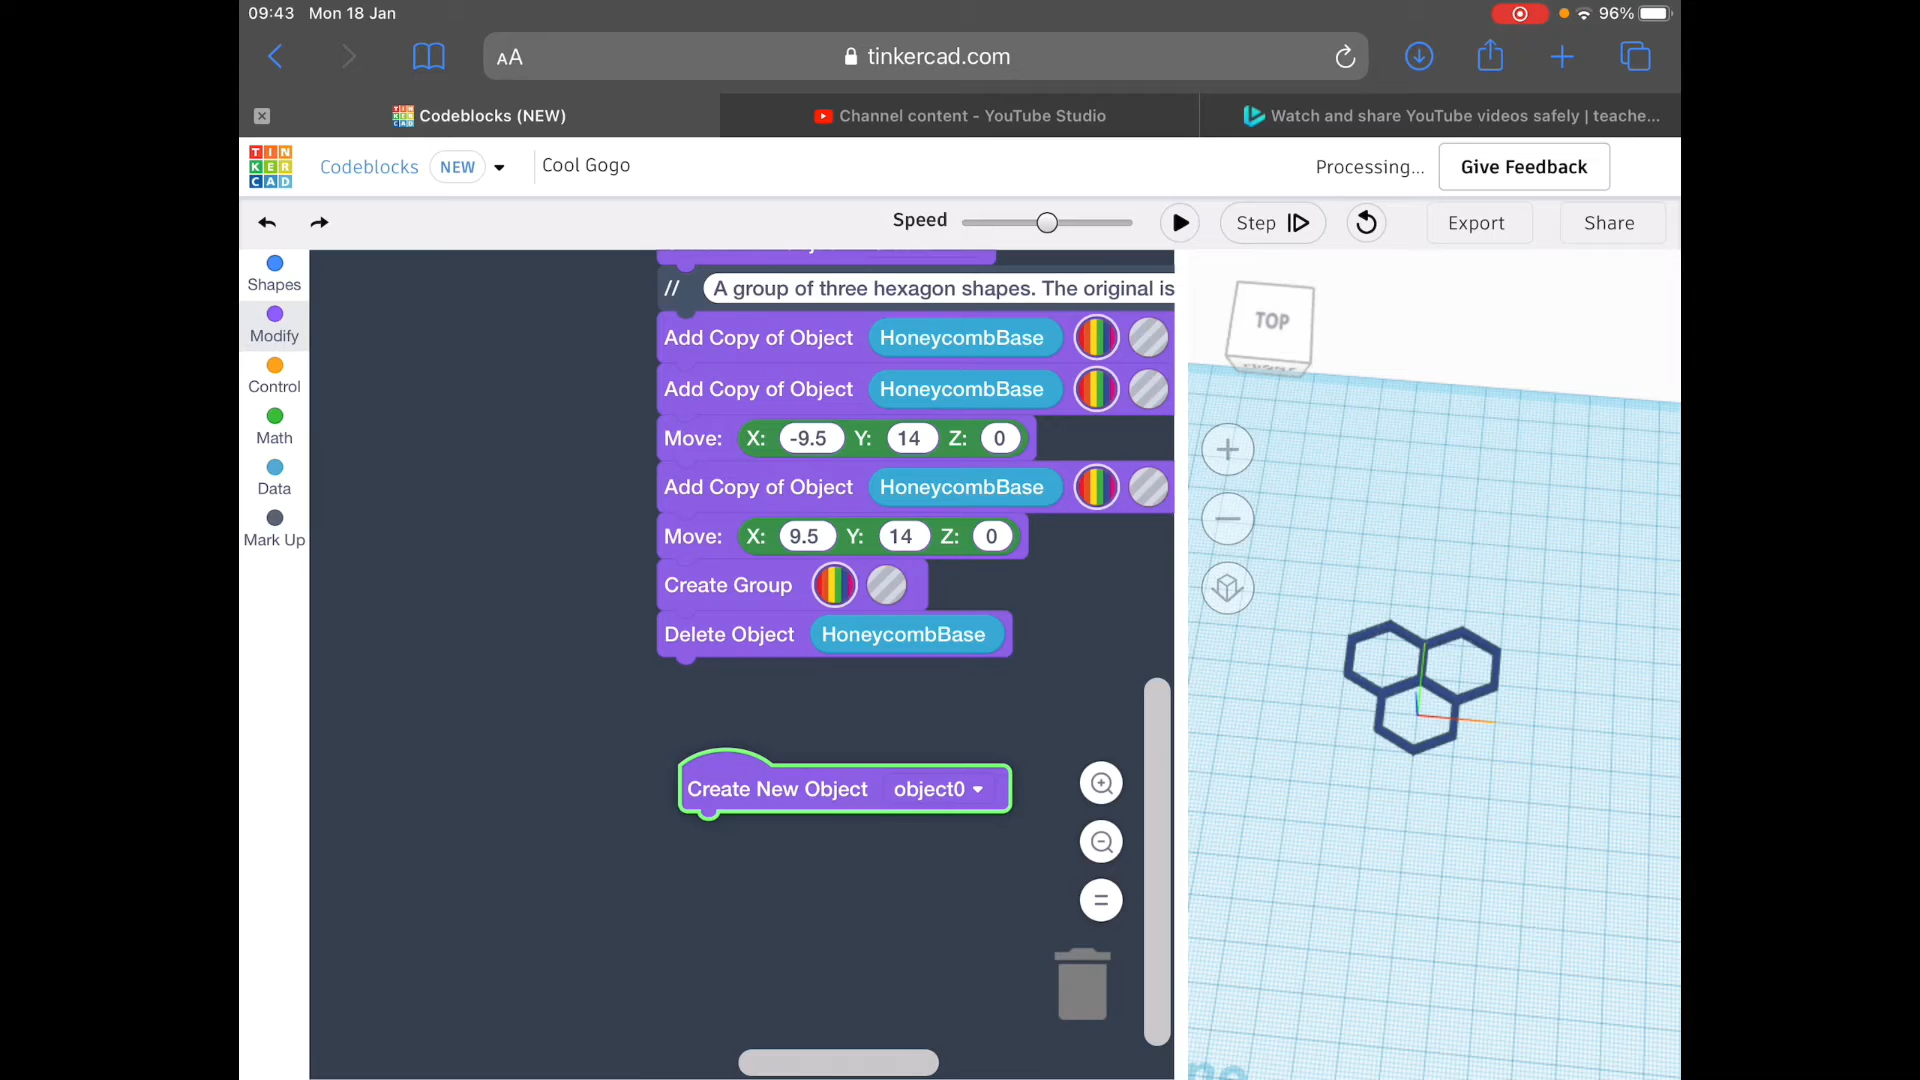 09:43 Mon 18 Jan
96%
AA
tinkercad.com
Codeblocks (NEW)
Channel content - YouTube Studio
Watch and share YouTube videos safely | teache...
TIN
KER
CAD
Codeblocks
NEW
Cool Gogo
Processing...
Give Feedback
Speed
Step
Export
Share
Shapes
Modify
Control
Math
Data
Mark Up
// A group of three hexagon shapes. The original is
Add Copy of Object HoneycombBase
Add Copy of Object HoneycombBase
Move: X: -9.5 Y: 14 Z: 0
Add Copy of Object HoneycombBase
Move: X: 9.5 Y: 14 Z: 0
Create Group
Delete Object HoneycombBase
Create New Object object0
TOP